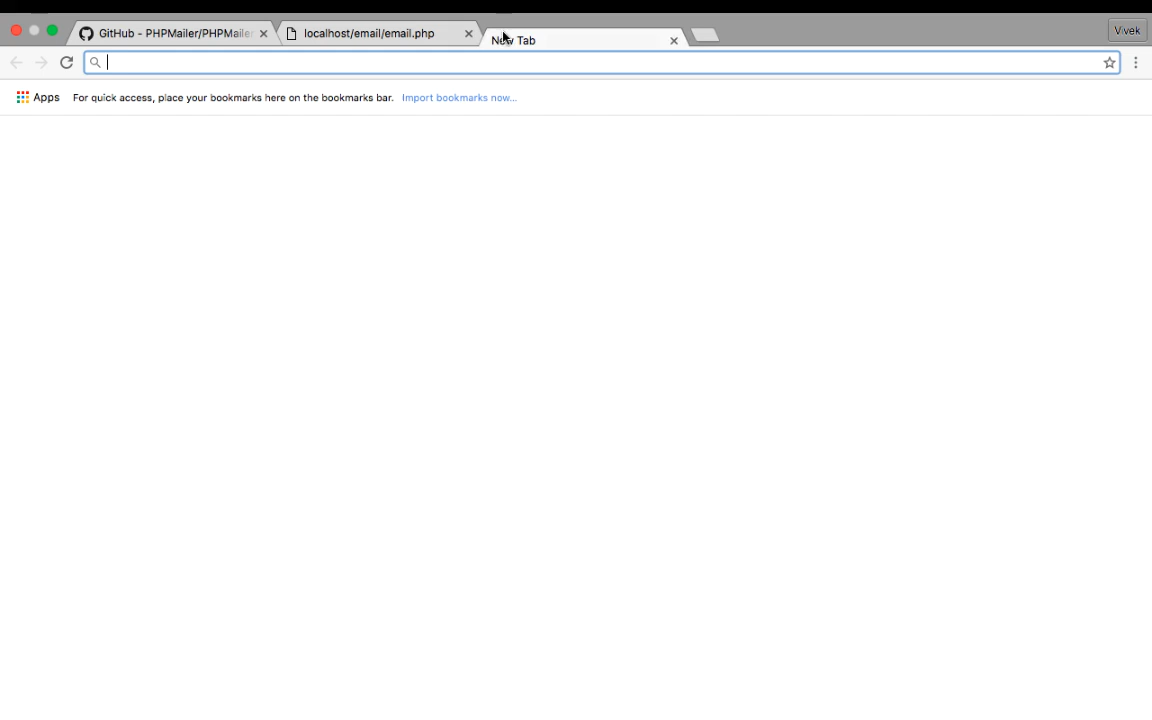 GitHub - PHPMailer/PHPMailer
localhost/email/email.php
New Tab
Vivek
Apps
For quick access, place your bookmarks here on the bookmarks bar. Import bookmarks now...